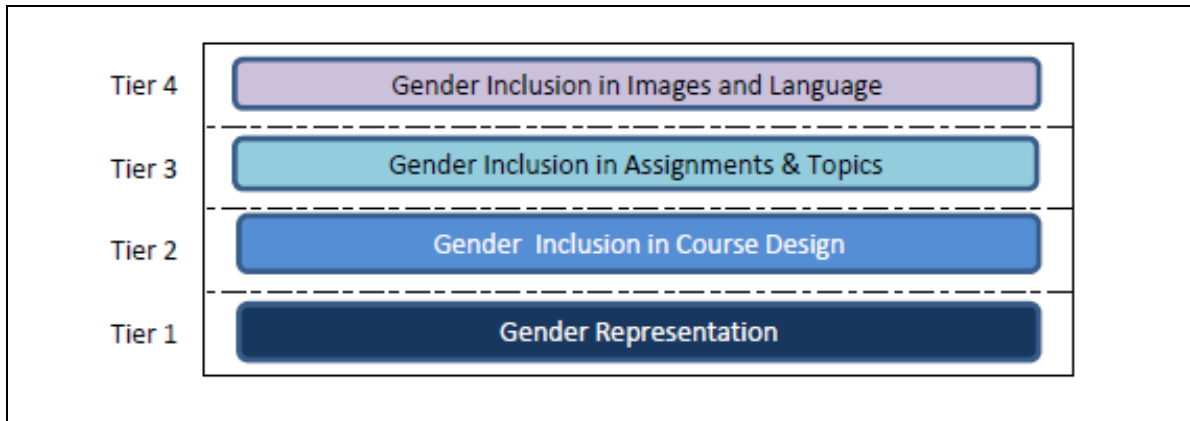 Tier 4 Gender Inclusion in Images and Language
Tier 3 Gender Inclusion in Assignments & Topics
Tier 2 Gender Inclusion in Course Design
Tier 1 Gender Representation